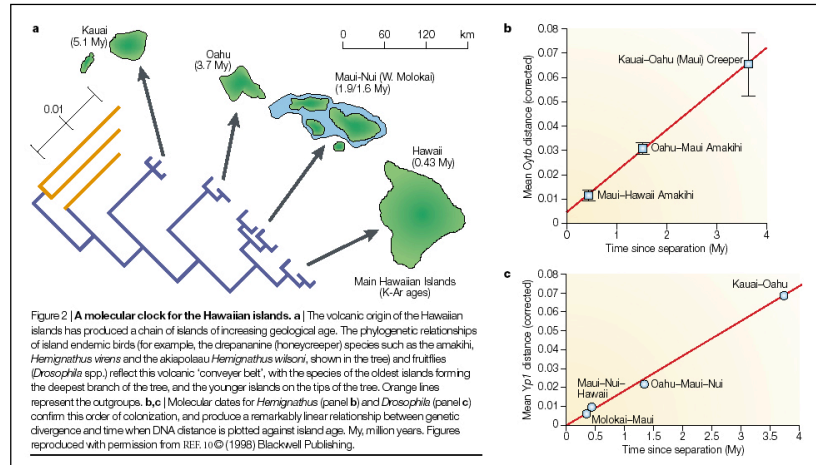 a
Kauai
(5.1 My)
Oahu
(3.7 My)
0 60 120 km
Maui-Nui (W. Molokai)
(1.9/1.6 My)
0.01
Hawaii
(0.43 My)
Main Hawaiian Islands
(K-Ar ages)
Figure 2 | A molecular clock for the Hawaiian islands. a | The volcanic origin of the Hawaiian
islands has produced a chain of islands of increasing geological age. The phylogenetic relationships
of island endemic birds (for example, the drepananine (honeycreeper) species such as the amakihi,
Hemignathus virens and the akiapolaau Hemignathus wilsoni, shown in the tree) and fruitflies
(Drosophila spp.) reflect this volcanic 'conveyer belt', with the species of the oldest islands forming
the deepest branch of the tree, and the younger islands on the tips of the tree. Orange lines
represent the outgroups. b,c | Molecular dates for Hemignathus (panel b) and Drosophila (panel c)
confirm this order of colonization, and produce a remarkably linear relationship between genetic
divergence and time when DNA distance is plotted against island age. My, million years. Figures
reproduced with permission from REF. 10 © (1998) Blackwell Publishing.
b
Mean Cytb distance (corrected)
0.08
0.07
0.06
0.05
0.04
0.03
0.02
0.01
0
Kauai–Oahu (Maui) Creeper
Oahu–Maui Amakihi
Maui–Hawaii Amakihi
0 1 2 3 4
Time since separation (My)
c
Mean Yp1 distance (corrected)
0.08
0.07
0.06
0.05
0.04
0.03
0.02
0.01
0
Kauai–Oahu
Maui-Nui–
Hawaii
Oahu–Maui-Nui
Molokai–Maui
0 0.5 1 1.5 2 2.5 3 3.5 4
Time since separation (My)